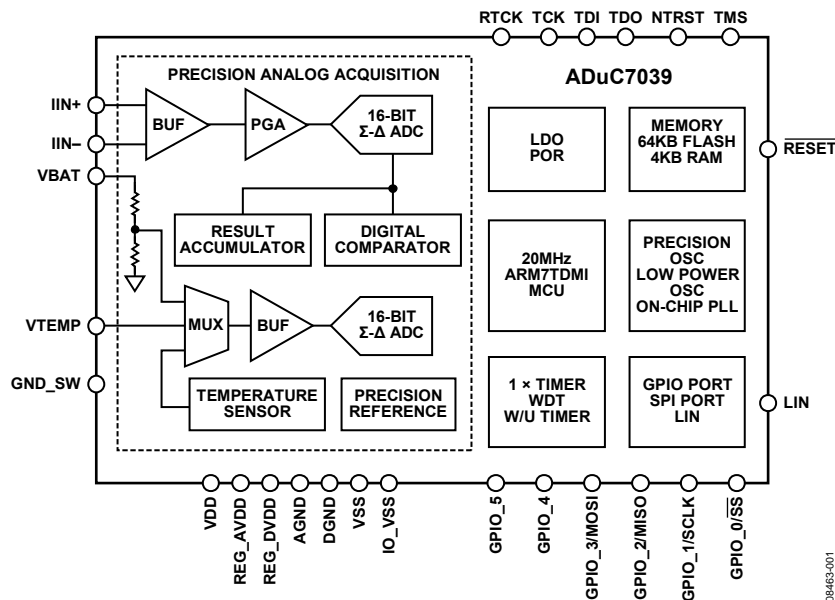 RTCK TCK TDI TDO NTRST TMS
PRECISION ANALOG ACQUISITION
ADuC7039
IIN+
IIN–
VBAT
VTEMP
GND_SW
BUF
PGA
16-BIT
Σ-Δ ADC
RESULT
ACCUMULATOR
DIGITAL
COMPARATOR
MUX
BUF
16-BIT
Σ-Δ ADC
TEMPERATURE
SENSOR
PRECISION
REFERENCE
LDO
POR
MEMORY
64KB FLASH
4KB RAM
20MHz
ARM7TDMI
MCU
PRECISION
OSC
LOW POWER
OSC
ON-CHIP PLL
1 × TIMER
WDT
W/U TIMER
GPIO PORT
SPI PORT
LIN
RESET
LIN
VDD
REG_AVDD
REG_DVDD
AGND
DGND
VSS
IO_VSS
GPIO_5
GPIO_4
GPIO_3/MOSI
GPIO_2/MISO
GPIO_1/SCLK
GPIO_0/SS
08463-001